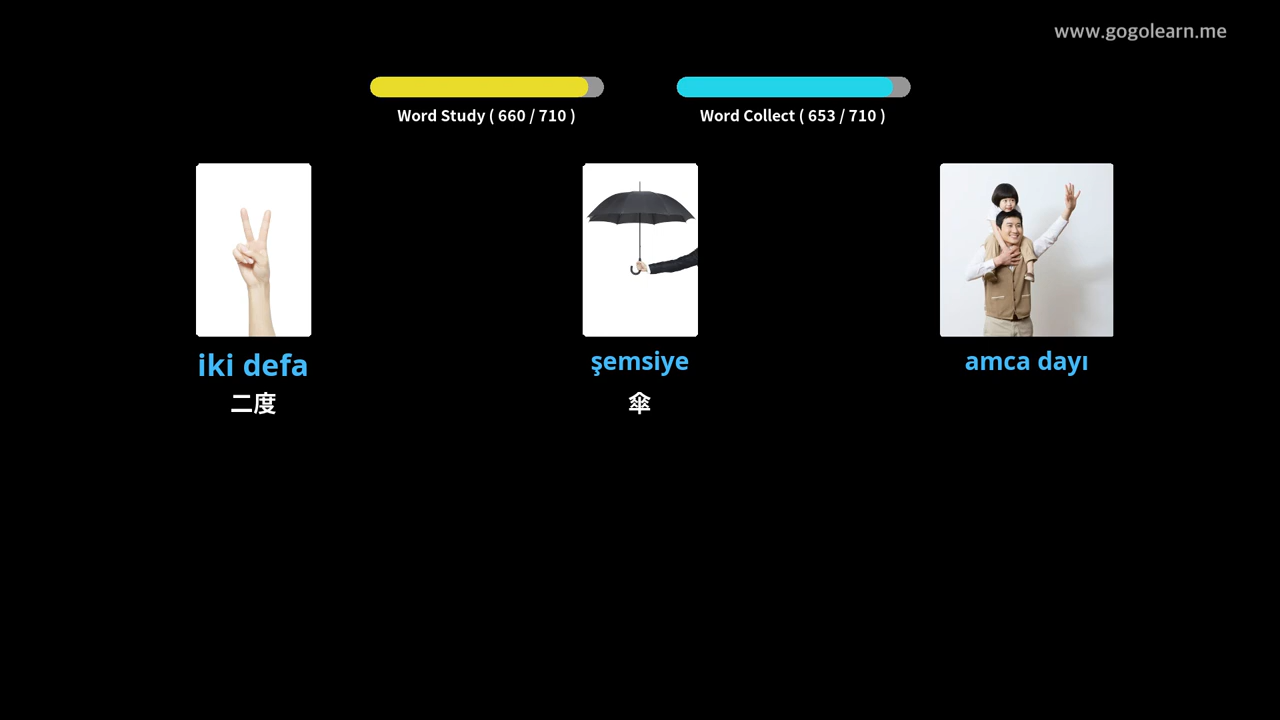 www.gogolearn.me
Word Study ( 660 / 710 )
Word Collect ( 653 / 710 )
iki defa
二度
şemsiye
傘
amca dayı